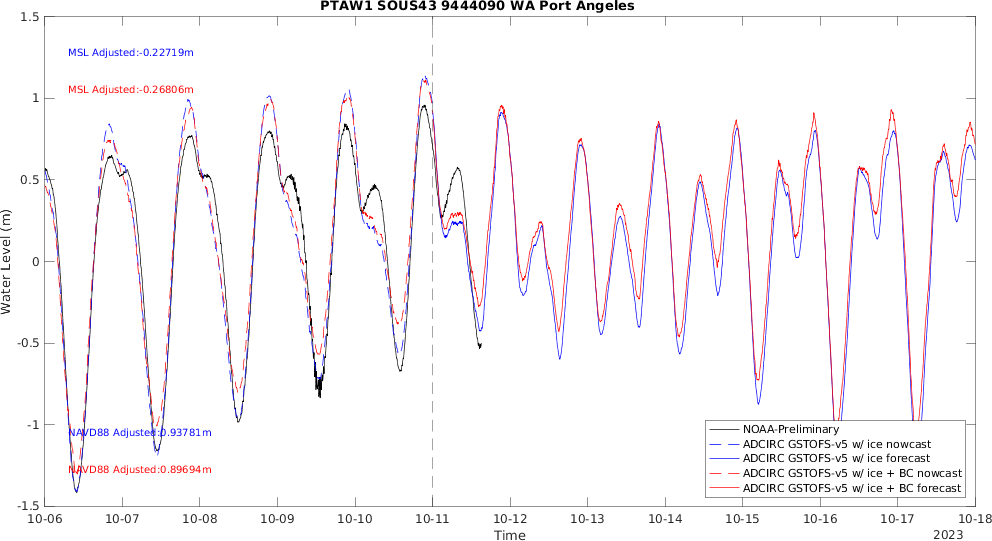 PTAW1 SOUS43 9444090 WA Port Angeles
1.5
1
0.5
0
-0.5
-1
-1.5
Water Level (m)
MSL Adjusted:-0.22719m
MSL Adjusted:-0.26806m
NAVD88 Adjusted:0.93781m
NAVD88 Adjusted:0.89694m
NOAA-Preliminary
ADCIRC GSTOFS-v5 w/ ice nowcast
ADCIRC GSTOFS-v5 w/ ice forecast
ADCIRC GSTOFS-v5 w/ ice + BC nowcast
ADCIRC GSTOFS-v5 w/ ice + BC forecast
10-06 10-07 10-08 10-09 10-10 10-11 10-12 10-13 10-14 10-15 10-16 10-17 10-18
Time
2023